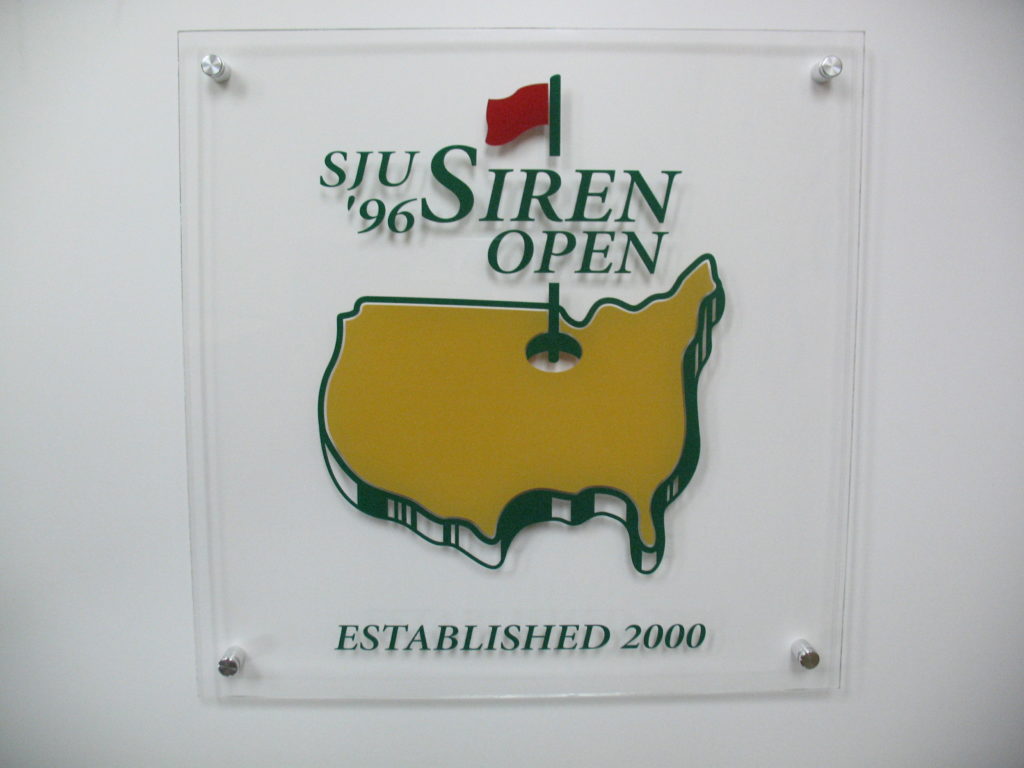 SJU '96 SIREN
OPEN
ESTABLISHED 2000